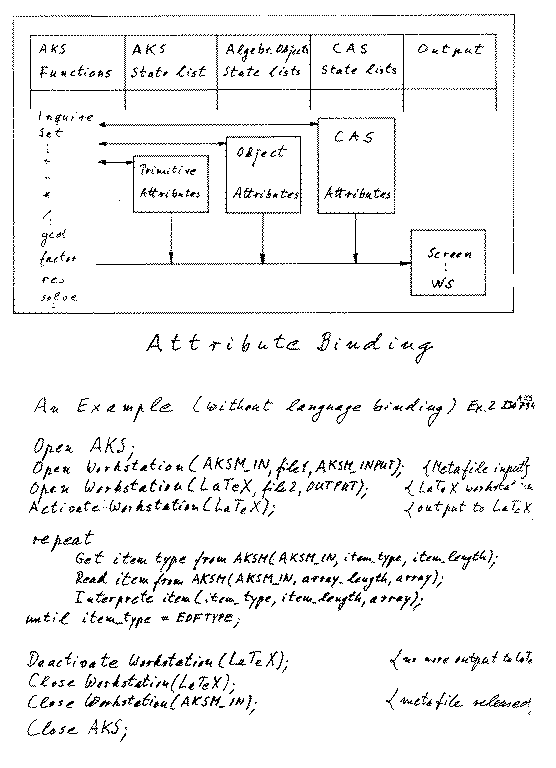 AKS AKS Algebr. Objects CAS Output
Functions State list State lists State lists
Inquire
Set
CAS
Object
Primitive
Attributes Attributes Attributes
+
-
*
/
gcd
factor
res
solve
Screen
WS
Attribute Binding
An Example (without language binding) Ex. 2
Open AKS;
Open Workstation(AKSM_IN, file1, AKSM_INPUT); {Metafile input}
Open Workstation(LaTeX, file2, OUTPUT); {LaTeX workstation
Activate Workstation(LaTeX); {output to LaTeX
repeat
Get item type from AKSM(AKSM_IN, item_type, item_length);
Read item from AKSM(AKSM_IN, array_length, array);
Interprete item(item_type, item_length, array);
until item_type = EOFTYPE;
Deactivate Workstation(LaTeX); {no more output to LaTe
Close Workstation(LaTeX);
Close Workstation(AKSM_IN); {metafile released}
Close AKS;